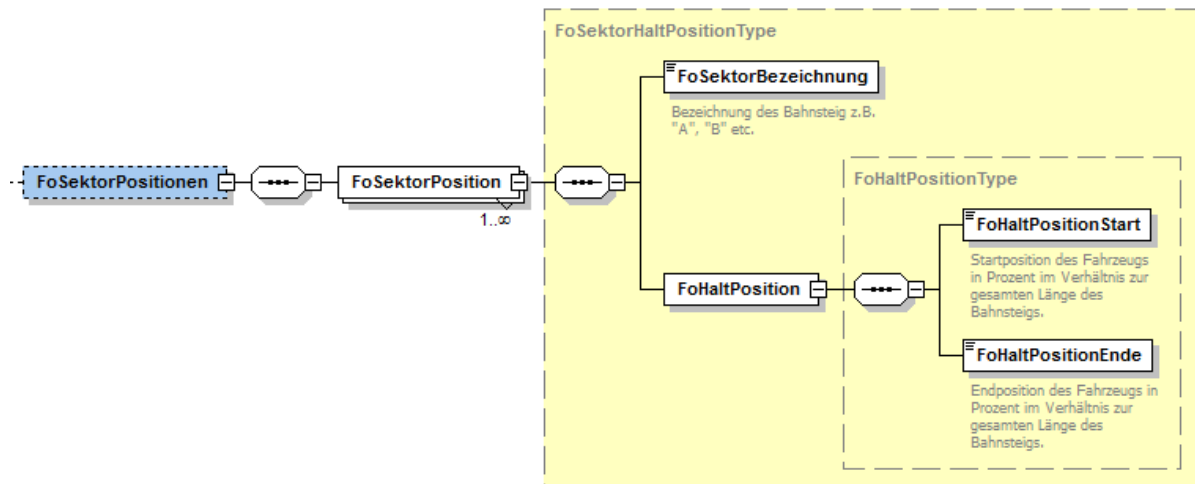 FoSektorHaltPositionType
FoSektorBezeichnung
Bezeichnung des Bahnsteig z.B.
"A", "B" etc.
FoSektorPositionen
FoSektorPosition
1..∞
FoHaltPositionType
FoHaltPositionStart
Startposition des Fahrzeugs
in Prozent im Verhältnis zur
gesamten Länge des
Bahnsteigs.
FoHaltPosition
FoHaltPositionEnde
Endposition des Fahrzeugs in
Prozent im Verhältnis zur
gesamten Länge des
Bahnsteigs.